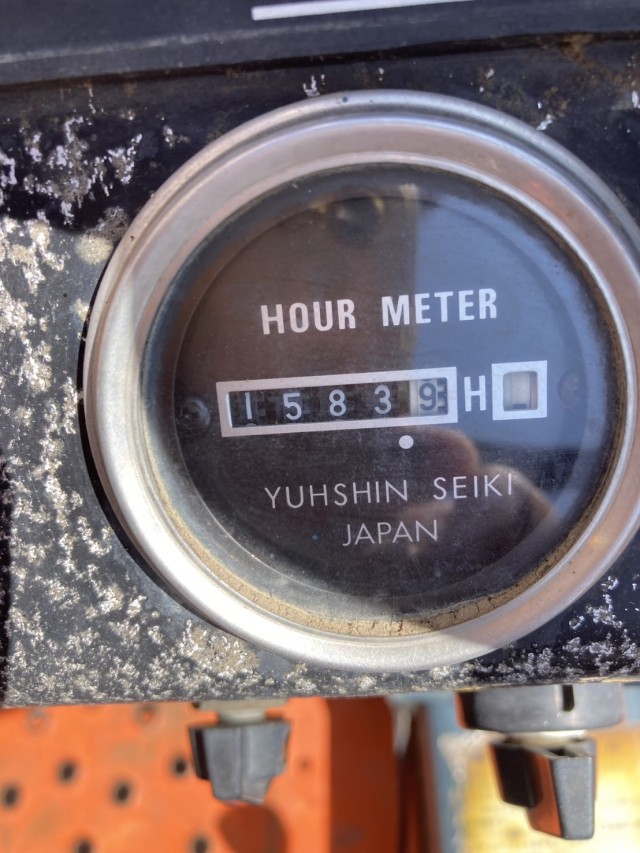 HOUR METER
15839 H
YUHSHIN SEIKI
JAPAN